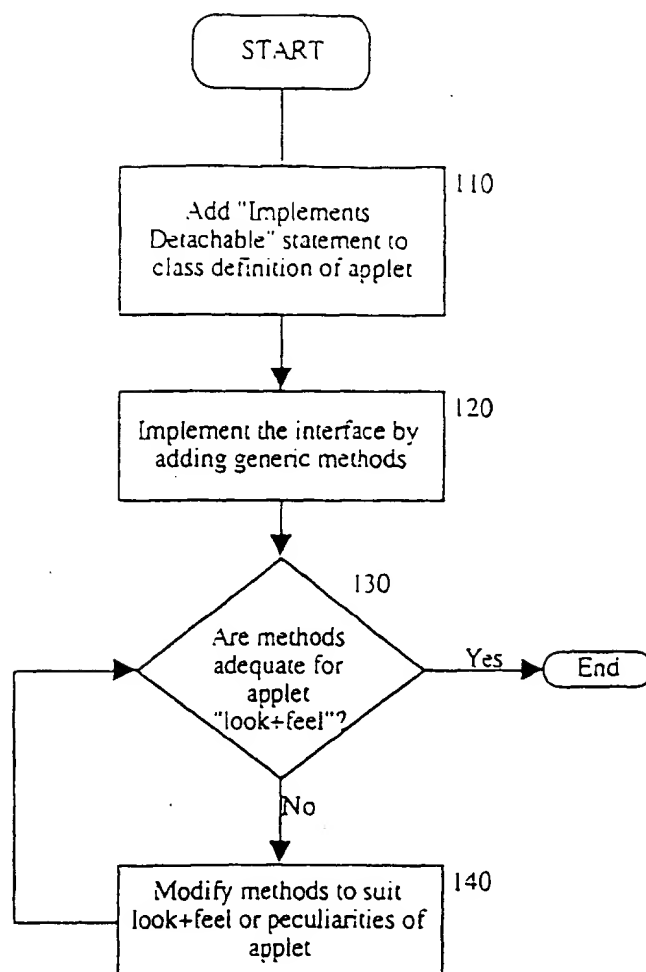 START
110
Add "Implements
Detachable" statement to
class definition of applet
120
Implement the interface by
adding generic methods
130
Are methods
adequate for
applet
"look+feel"?
Yes
End
No
140
Modify methods to suit
look+feel or peculiarities of
applet